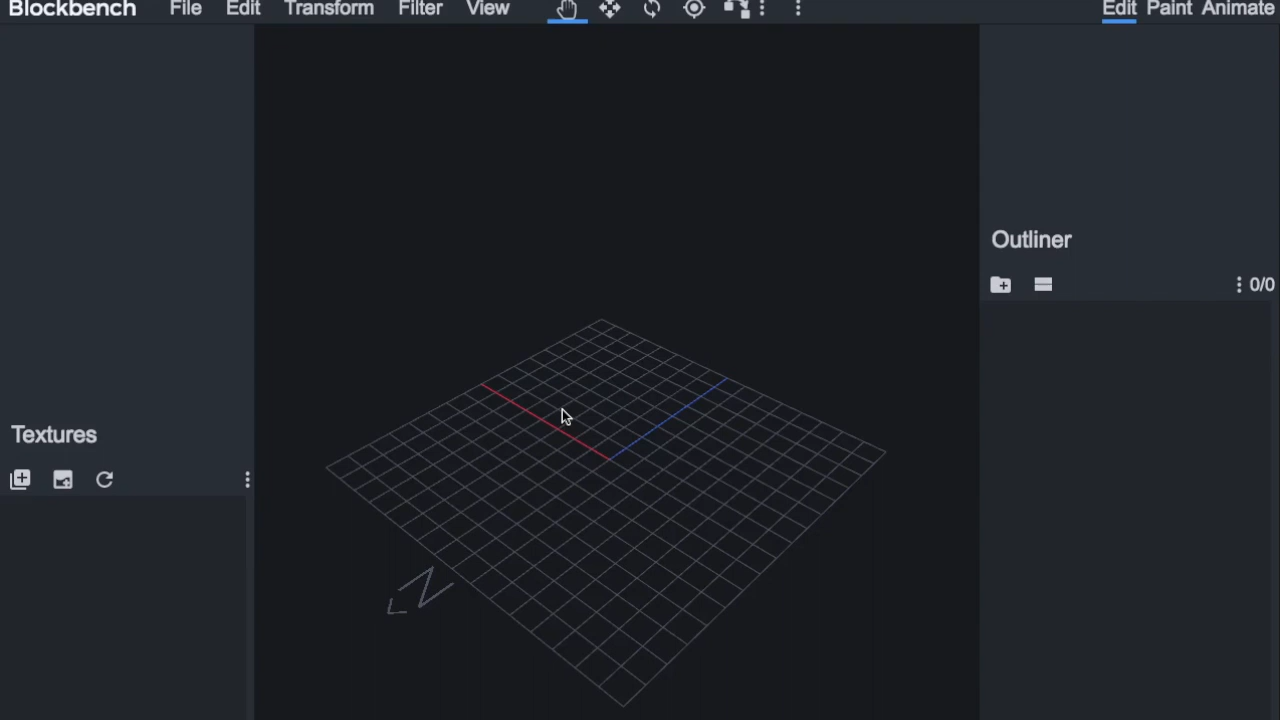 Blockbench File Edit Transform Filter View Edit Paint Animate
Outliner
0/0
Textures
N